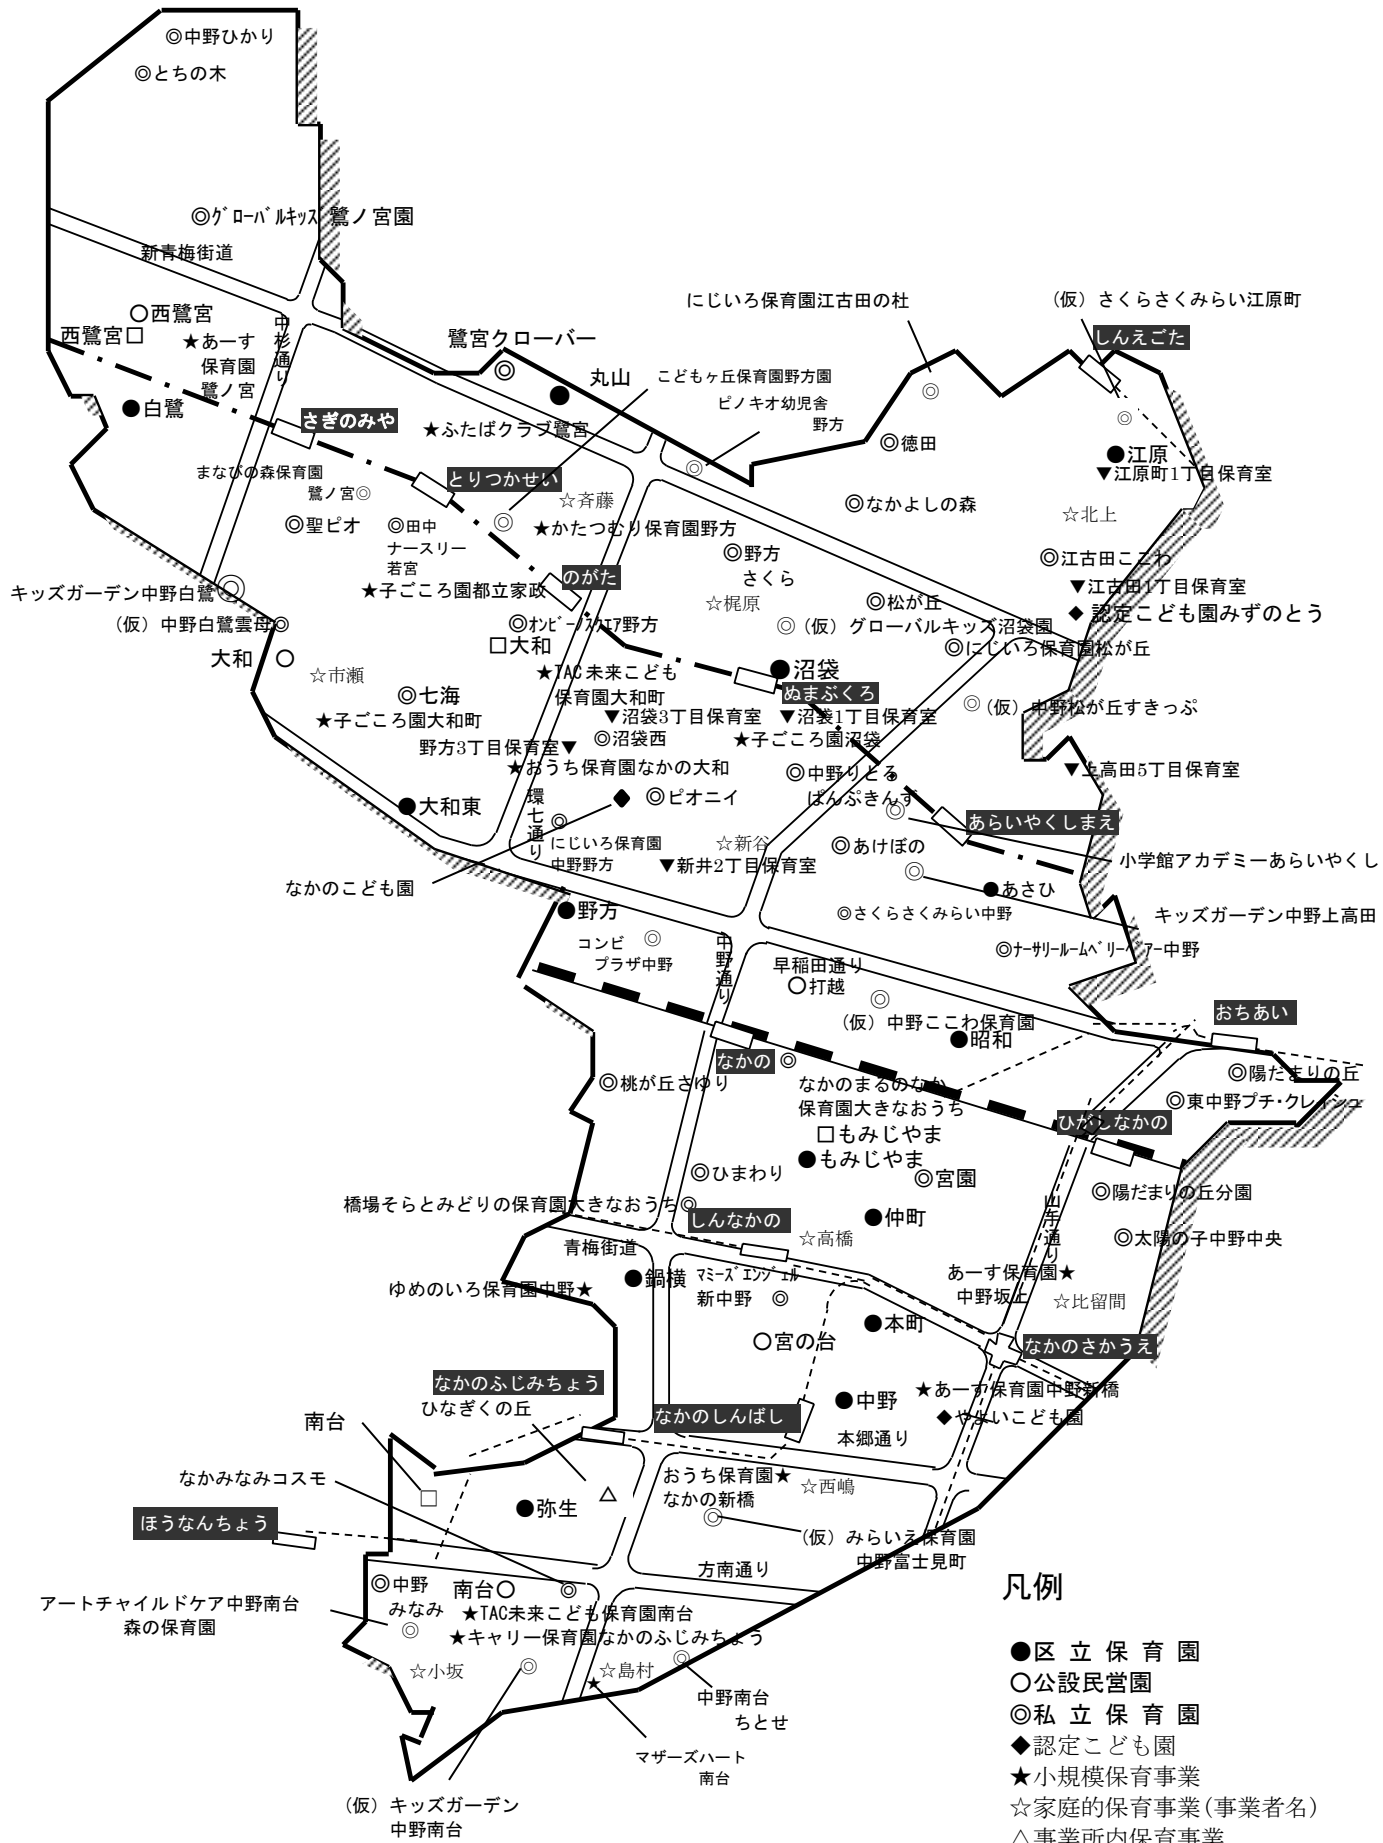 ◎中野ひかり
◎とちの木
◎グローバルキッズ 鷺ノ宮園
新青梅街道
○西鷺宮
西鷺宮□
★あーす
保育園
鷺ノ宮
中杉通り
●白鷺
さぎのみや
鷺宮クローバー
◎
丸山
●
★ふたばクラブ鷺宮
こどもヶ丘保育園野方園
ピノキオ幼児舎
野方
◎
にじいろ保育園江古田の杜
◎
(仮)さくらさくみらい江原町
しんえごた
◎
◎徳田
●江原
▼江原町1丁目保育室
まなびの森保育園
鷺ノ宮◎
とりつかせい
☆斉藤
◎なかよしの森
☆北上
◎聖ピオ
◎田中
ナースリー
若宮
◎
★かたつむり保育園野方
◎野方
さくら
◎江古田ここわ
▼江古田1丁目保育室
◆認定こども園みずのとう
キッズガーデン中野白鷺◎
★子ごころ園都立家政
のがた
☆梶原
◎松が丘
(仮)中野白鷺雲母◎
◎オンビーノスクエア野方
◎(仮)グローバルキッズ沼袋園
◎にじいろ保育園松が丘
大和 ○
□大和
☆市瀬
★TAC未来こども
保育園大和町
●沼袋
ぬまぶくろ
◎七海
★子ごころ園大和町
▼沼袋3丁目保育室
▼沼袋1丁目保育室
◎(仮)中野松が丘すきっぷ
野方3丁目保育室▼
◎沼袋西
★子ごころ園沼袋
★おうち保育園なかの大和
◎中野りとる
ぱんぷきんず
▼上高田5丁目保育室
●大和東
環七通り
◆
◎ピオニイ
◎
あらいやくしまえ
◎
にじいろ保育園
中野野方
☆新谷
▼新井2丁目保育室
◎あけぼの
小学館アカデミーあらいやくし
なかのこども園
◎
●あさひ
●野方
◎さくらさくみらい中野
キッズガーデン中野上高田
コンビ
プラザ中野
◎
中野通り
◎ナーサリールームベリーベアー中野
早稲田通り
○打越
◎
(仮)中野ここわ保育園
●昭和
おちあい
なかの
◎
◎桃が丘さゆり
なかのまるのなか
保育園大きなおうち
◎陽だまりの丘
◎東中野プチ・クレイシュ
ひがしなかの
□もみじやま
●もみじやま
◎ひまわり
◎宮園
◎陽だまりの丘分園
橋場そらとみどりの保育園大きなおうち◎
しんなかの
●仲町
山手通り
☆高橋
◎太陽の子中野中央
青梅街道
●鍋横
マミーズエンジェル
新中野 ◎
あーす保育園★
中野坂上
☆比留間
ゆめのいろ保育園中野★
●本町
○宮の台
なかのさかうえ
なかのふじみちょう
ひなぎくの丘
●中野
★あーす保育園中野新橋
なかのしんばし
◆やよいこども園
南台
□
本郷通り
なかみなみコスモ
おうち保育園★
なかの新橋
☆西嶋
△
●弥生
ほうなんちょう
◎
(仮)みらいえ保育園
中野富士見町
方南通り
◎中野
みなみ
南台○
◎
アートチャイルドケア中野南台
森の保育園
◎
★TAC未来こども保育園南台
★キャリー保育園なかのふじみちょう
☆小坂
◎
☆島村
◎
★
中野南台
ちとせ
マザーズハート
南台
(仮)キッズガーデン
中野南台
凡例
●区立保育園
○公設民営園
◎私立保育園
◆認定こども園
★小規模保育事業
☆家庭的保育事業(事業者名)
△事業所内保育事業